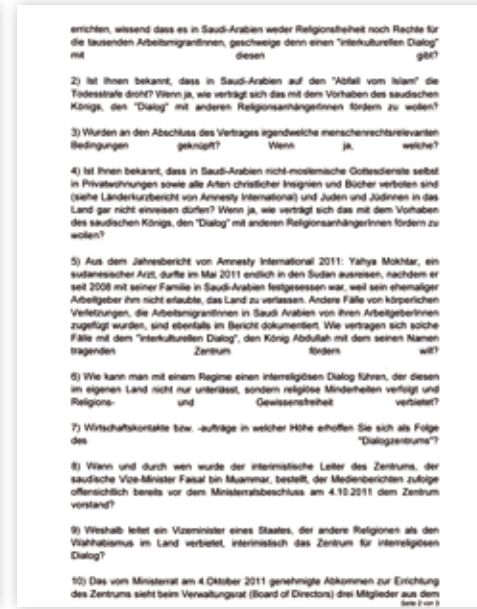 errichten, wissend dass es in Saudi-Arabien weder Religionsfreiheit noch Rechte für
die tausenden ArbeitsmigrantInnen, geschweige denn einen "interkulturellen Dialog"
mit diesen gibt?
2) Ist Ihnen bekannt, dass in Saudi-Arabien auf den "Abfall vom Islam" die
Todesstrafe droht? Wenn ja, wie verträgt sich das mit dem Vorhaben des saudischen
Königs, den "Dialog" mit anderen ReligionsanhängerInnen fördern zu wollen?
3) Wurden an den Abschluss des Vertrages irgendwelche menschenrechtsrelevanten
Bedingungen geknüpft? Wenn ja, welche?
4) Ist Ihnen bekannt, dass in Saudi-Arabien nicht-moslemische Gottesdienste selbst
in Privatwohnungen sowie alle Arten christlicher Insignien und Bücher verboten sind
(siehe Länderkurzbericht von Amnesty International) und Juden und Jüdinnen in das
Land gar nicht einreisen dürfen? Wenn ja, wie verträgt sich das mit dem Vorhaben
des saudischen Königs, den "Dialog" mit anderen ReligionsanhängerInnen fördern zu
wollen?
5) Aus dem Jahresbericht von Amnesty International 2011: Yahya Mokhtar, ein
sudanesischer Arzt, durfte im Mai 2011 endlich in den Sudan ausreisen, nachdem er
seit 2008 mit seiner Familie in Saudi-Arabien festgesessen war, weil sein ehemaliger
Arbeitgeber ihm nicht erlaubte, das Land zu verlassen. Andere Fälle von körperlichen
Verletzungen, die ArbeitsmigrantInnen in Saudi Arabien von ihren ArbeitgeberInnen
zugefügt wurden, sind ebenfalls im Bericht dokumentiert. Wie vertragen sich solche
Fälle mit dem "interkulturellen Dialog", den König Abdullah mit dem seinen Namen
tragenden Zentrum fördern will?
6) Wie kann man mit einem Regime einen interreligiösen Dialog führen, der diesen
im eigenen Land nicht nur unterlässt, sondern religiöse Minderheiten verfolgt und
Religions- und Gewissensfreiheit verbietet?
7) Wirtschaftskontakte bzw. -aufträge in welcher Höhe erhoffen Sie sich als Folge
des "Dialogzentrums"?
8) Wann und durch wen wurde der interimistische Leiter des Zentrums, der
saudische Vize-Minister Faisal bin Muammar, bestellt, der Medienberichten zufolge
offensichtlich bereits vor dem Ministerratsbeschluss am 4.10.2011 dem Zentrum
vorstand?
9) Weshalb leitet ein Vizeminister eines Staates, der andere Religionen als den
Wahhabismus im Land verbietet, interimistisch das Zentrum für interreligiösen
Dialog?
10) Das vom Ministerrat am 4.Oktober 2011 genehmigte Abkommen zur Errichtung
des Zentrums sieht beim Verwaltungsrat (Board of Directors) drei Mitglieder aus dem
Seite 2 von 3